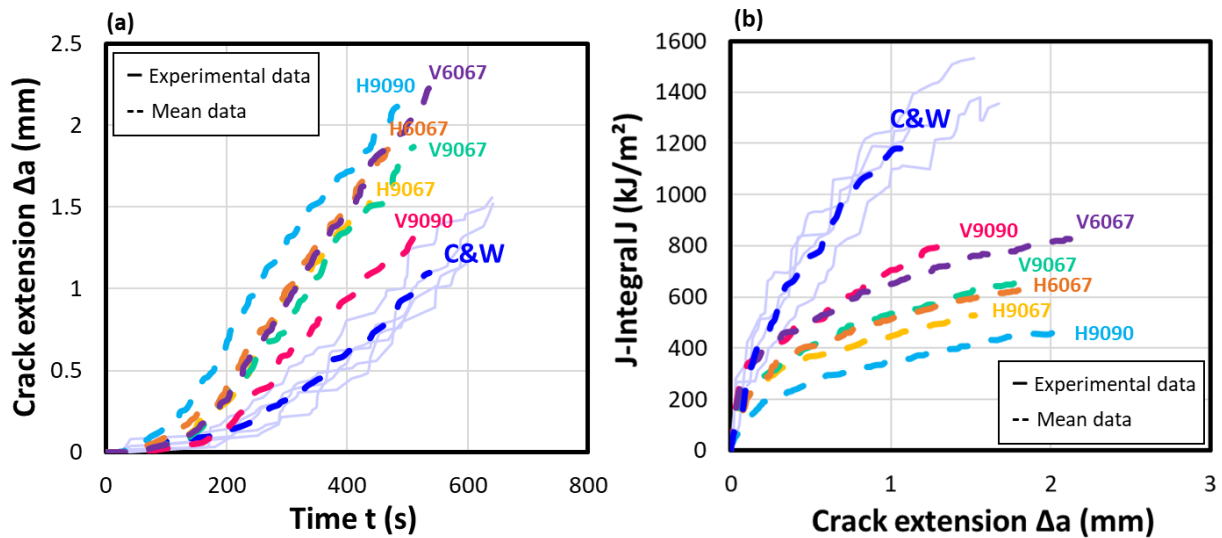 (a)
Crack extension Δa (mm)
2.5
2
1.5
1
0.5
0
Experimental data
Mean data
H9090
V6067
H6067
V9067
H9067
V9090
C&W
0 200 400 600 800
Time t (s)
(b)
J-Integral J (kJ/m²)
1600
1400
1200
1000
800
600
400
200
0
C&W
V9090
V6067
V9067
H6067
H9067
H9090
Experimental data
Mean data
0 1 2 3
Crack extension Δa (mm)